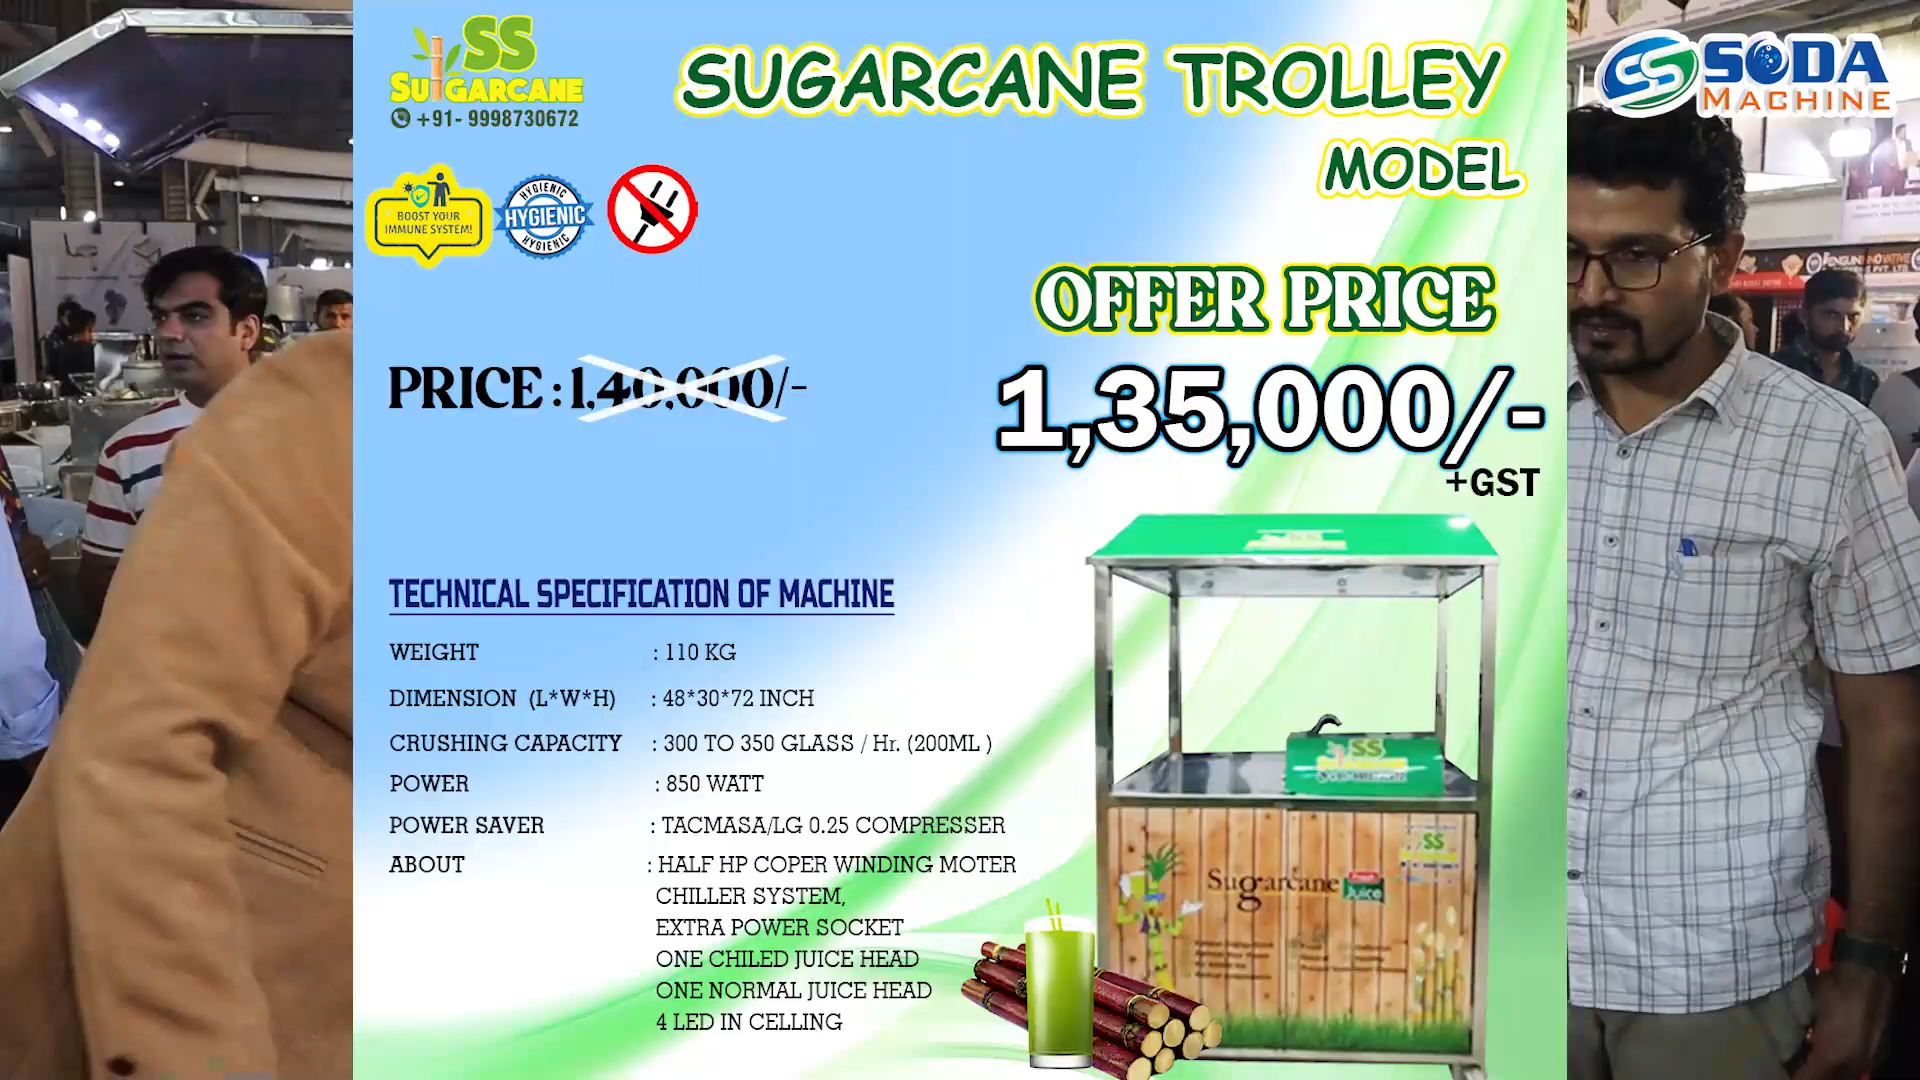 SS
SUGARCANE
+91- 9998730672
SUGARCANE TROLLEY
MODEL
SODA
MACHINE
BOOST YOUR
IMMUNE SYSTEM!
HYGIENIC
HYGIENIC
HYGIENIC
OFFER PRICE
PRICE : 1,40,000/-
1,35,000/-
+GST
TECHNICAL SPECIFICATION OF MACHINE
WEIGHT : 110 KG
DIMENSION (L*W*H) : 48*30*72 INCH
CRUSHING CAPACITY : 300 TO 350 GLASS / Hr. (200ML )
POWER : 850 WATT
POWER SAVER : TACMASA/LG 0.25 COMPRESSER
ABOUT : HALF HP COPER WINDING MOTER
CHILLER SYSTEM,
EXTRA POWER SOCKET
ONE CHILED JUICE HEAD
ONE NORMAL JUICE HEAD
4 LED IN CELLING
SS
SUGARCANE
SS
Sugarcane
Fresh
Juice